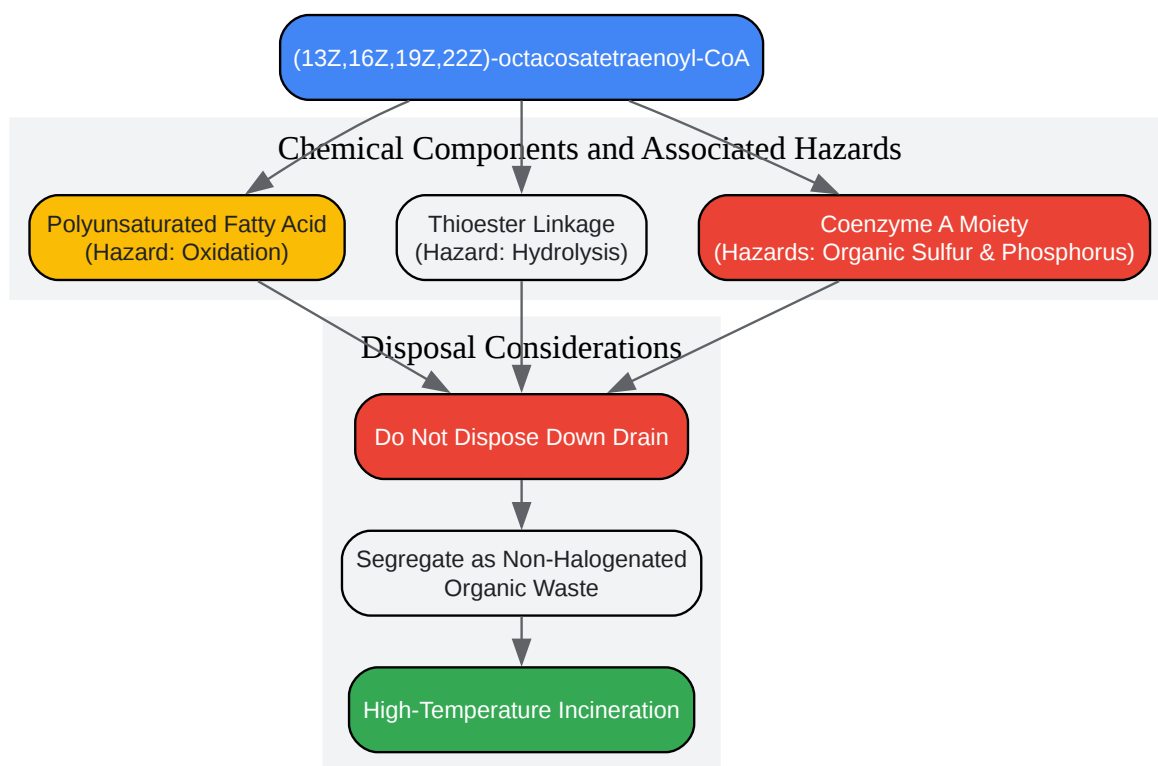 (13Z,16Z,19Z,22Z)-octacosatetraenoyl-CoA
Chemical Components and Associated Hazards
Polyunsaturated Fatty Acid
(Hazard: Oxidation)
Thioester Linkage
(Hazard: Hydrolysis)
Coenzyme A Moiety
(Hazards: Organic Sulfur & Phosphorus)
Disposal Considerations
Do Not Dispose Down Drain
Segregate as Non-Halogenated
Organic Waste
High-Temperature Incineration